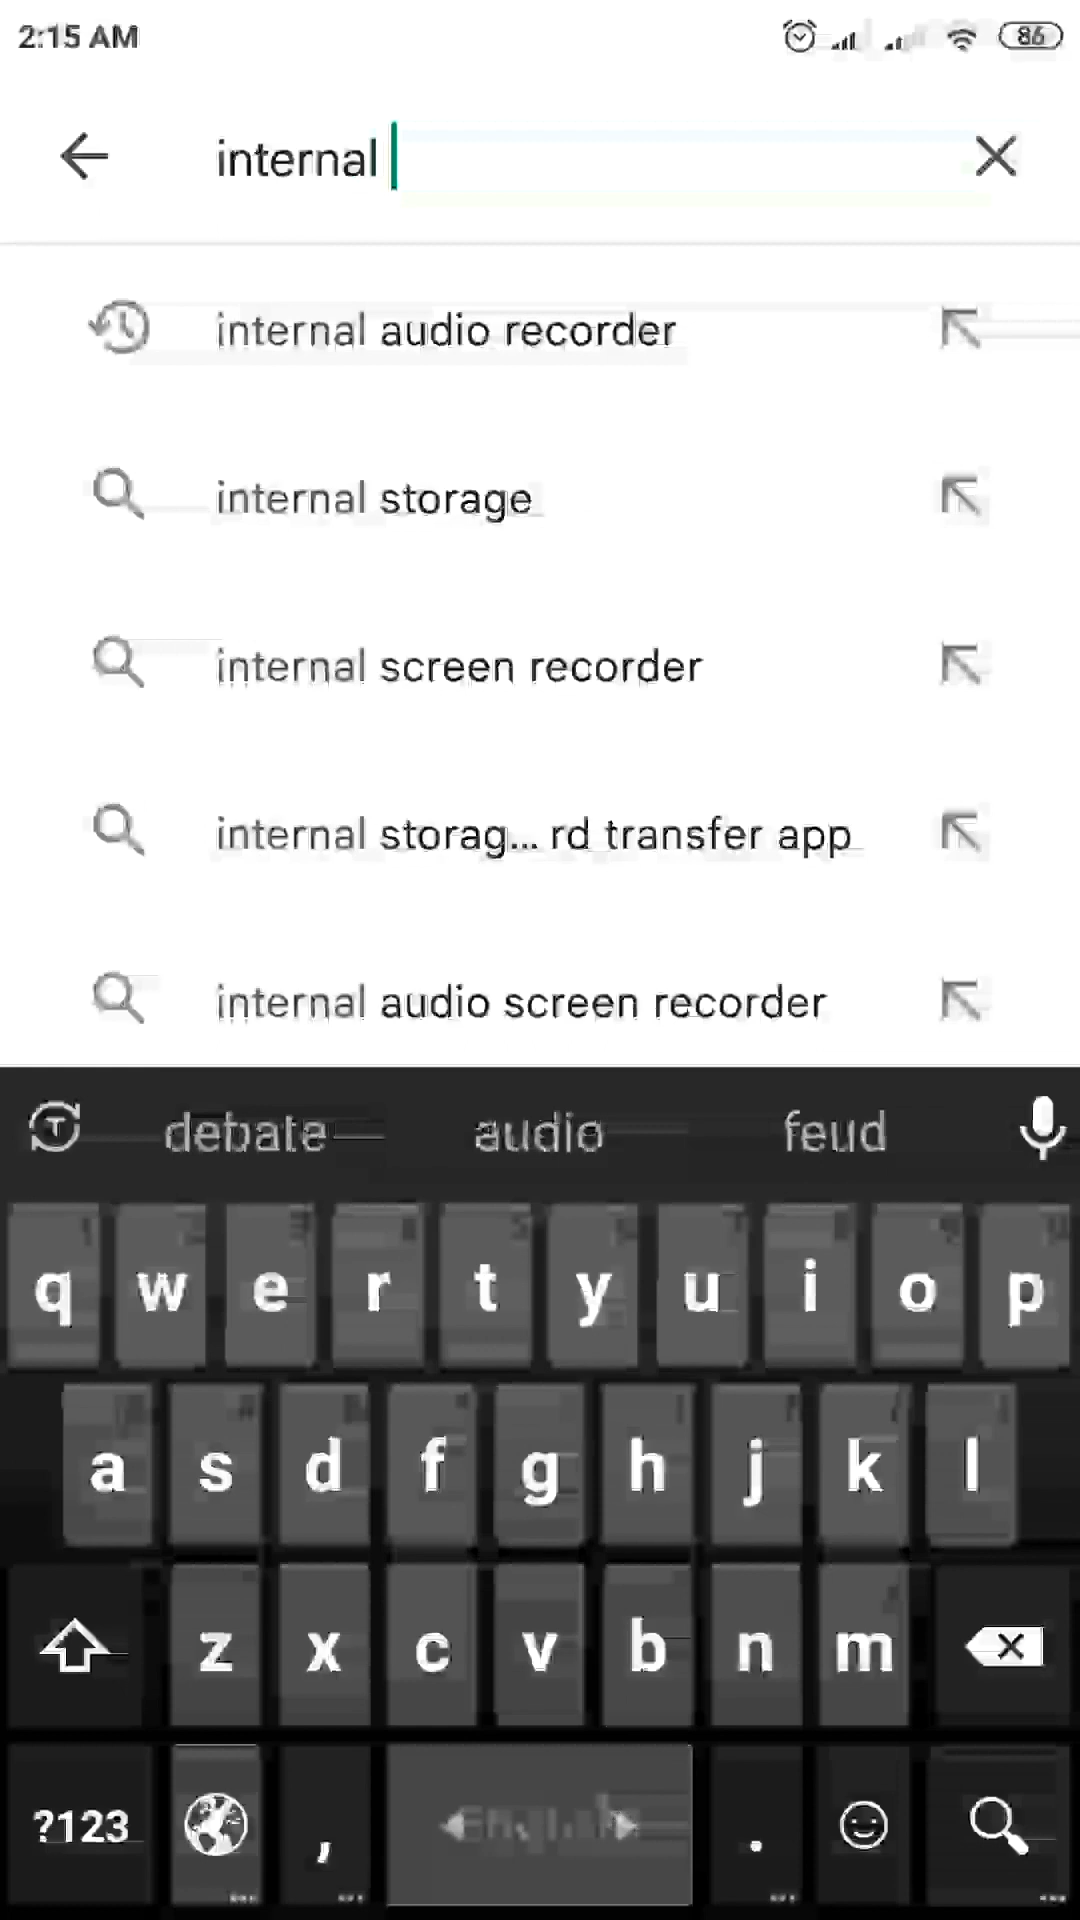 2:15 AM
86
internal
internal audio recorder
internal storage
internal screen recorder
internal storag... rd transfer app
internal audio screen recorder
debate audio feud
q w e r t y u i o p
a s d f g h j k l
z x c v b n m
?123 , English .